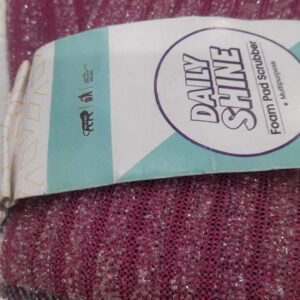 DAILY
SHINE
Foam Pad Scrubber
• Multipurpose